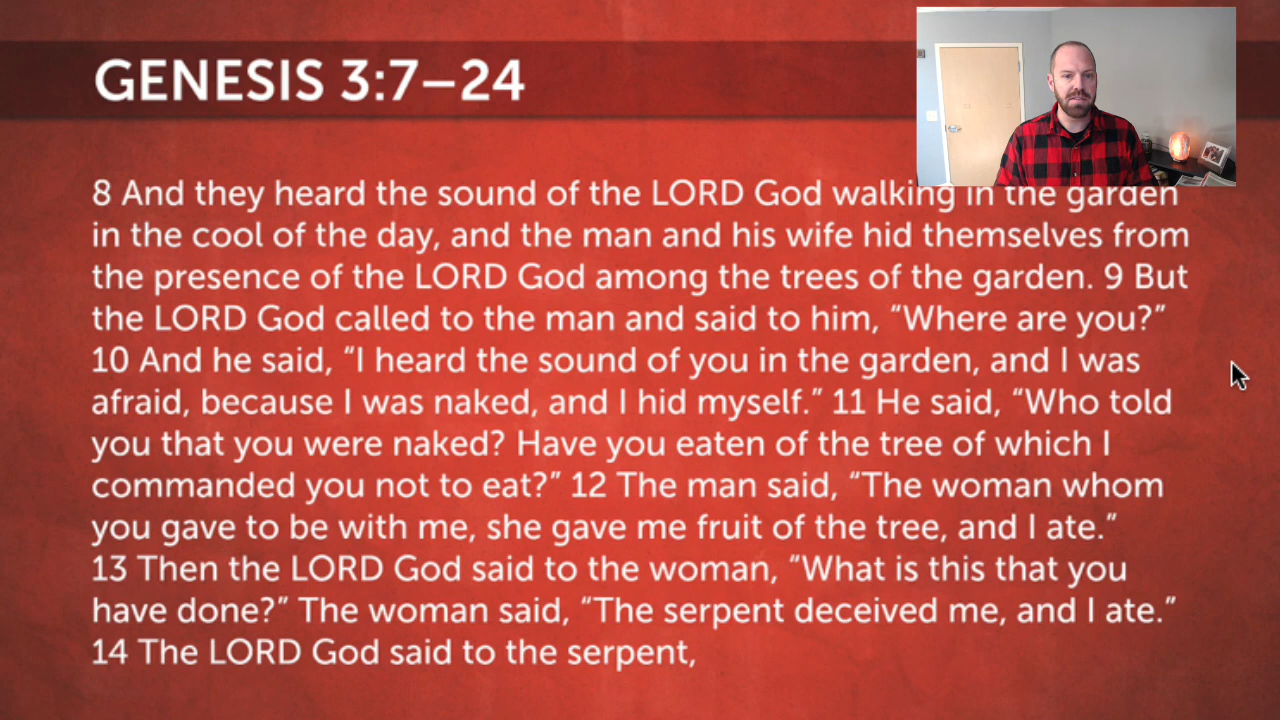 GENESIS 3:7–24
8 And they heard the sound of the LORD God walking in the garden
in the cool of the day, and the man and his wife hid themselves from
the presence of the LORD God among the trees of the garden. 9 But
the LORD God called to the man and said to him, “Where are you?”
10 And he said, “I heard the sound of you in the garden, and I was
afraid, because I was naked, and I hid myself.” 11 He said, “Who told
you that you were naked? Have you eaten of the tree of which I
commanded you not to eat?” 12 The man said, “The woman whom
you gave to be with me, she gave me fruit of the tree, and I ate.”
13 Then the LORD God said to the woman, “What is this that you
have done?” The woman said, “The serpent deceived me, and I ate.”
14 The LORD God said to the serpent,